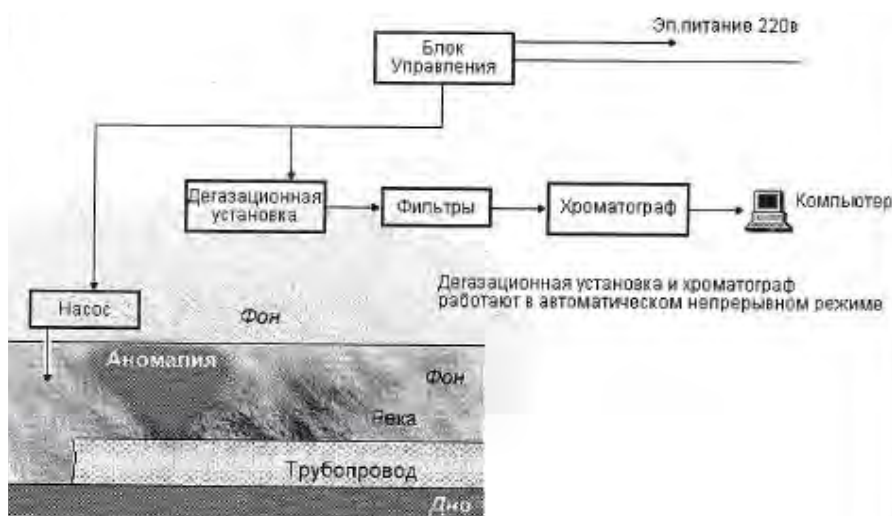 Эл.питание 220в
Блок
Управления
Дегазационная
установка
Фильтры
Хроматограф
Компьютер
Дегазационная установка и хроматограф
работают в автоматическом непрерывном режиме
Насос
Фон
Аномалия
Фон
Река
Трубопровод
Дно